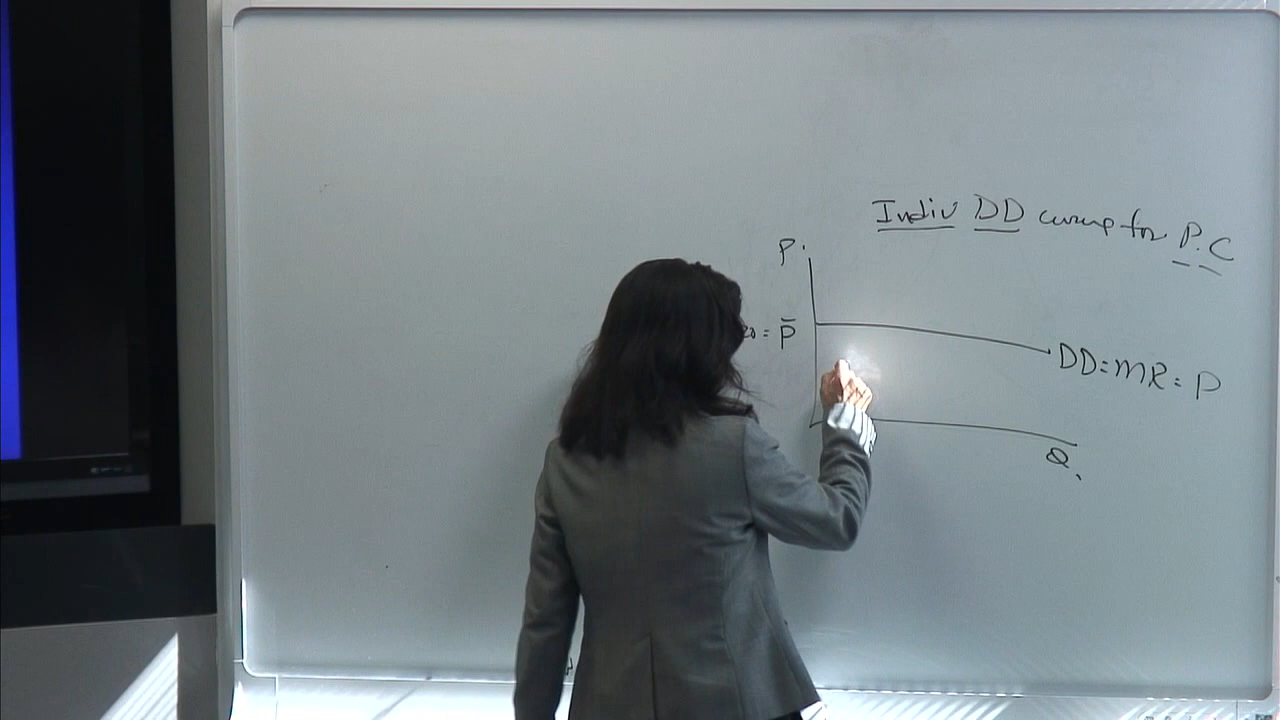 Indiv DD curve for P.C
P
= P̄
DD = MR = P
Q